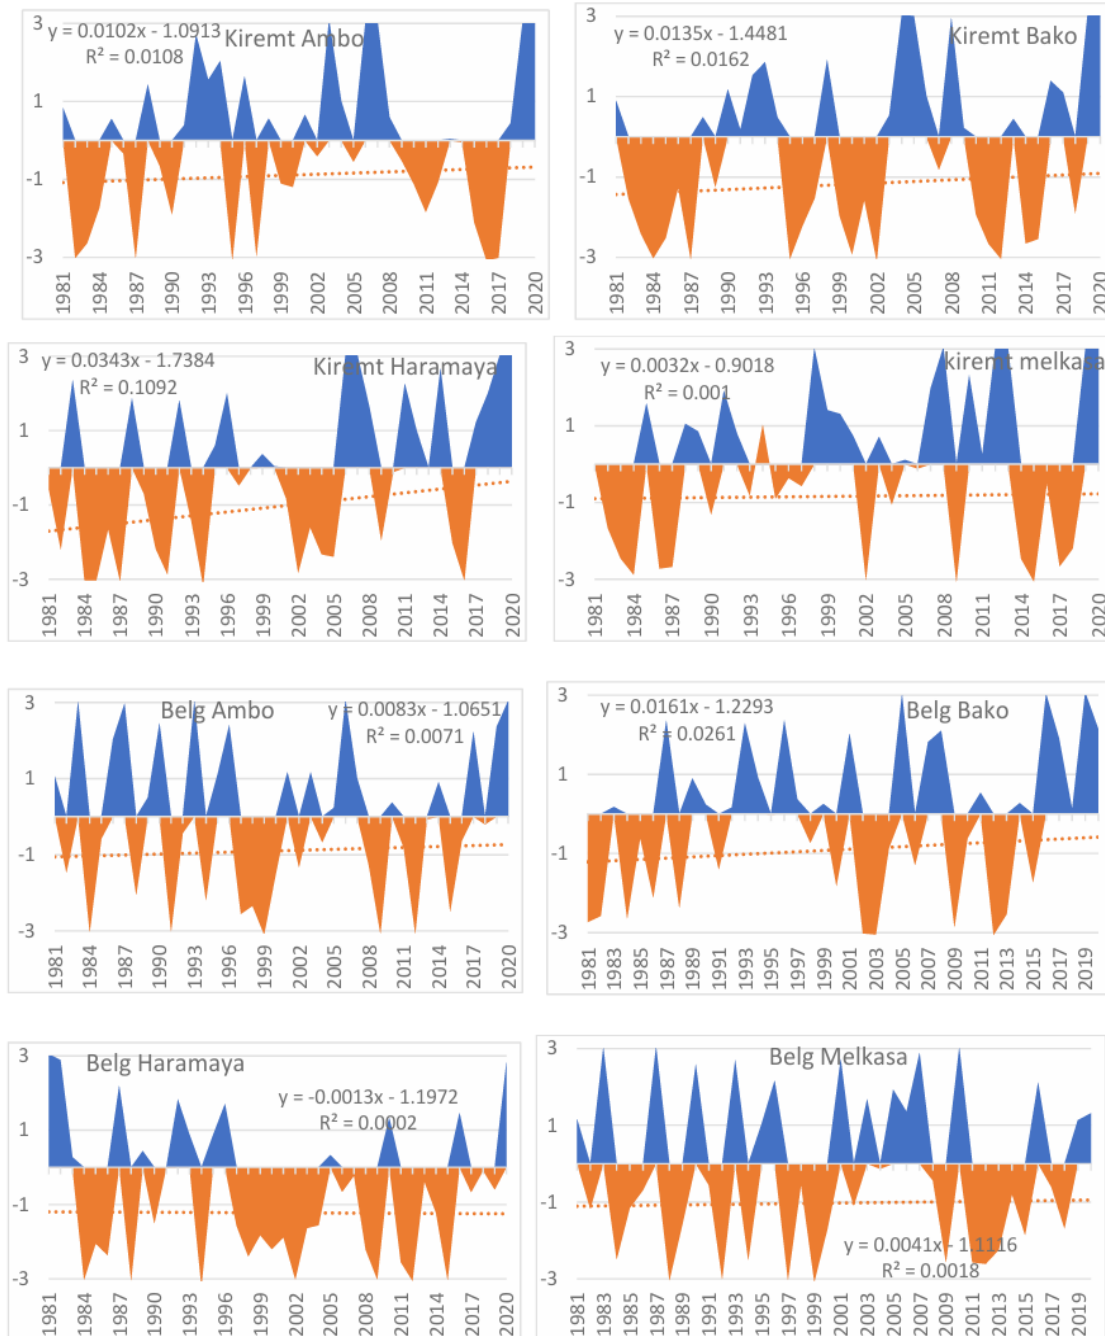 y = 0.0102x - 1.0913
R² = 0.0108
Kiremt Ambo
3
1
-1
-3
1981 1984 1987 1990 1993 1996 1999 2002 2005 2008 2011 2014 2017 2020
y = 0.0135x - 1.4481
R² = 0.0162
Kiremt Bako
3
1
-1
-3
1981 1984 1987 1990 1993 1996 1999 2002 2005 2008 2011 2014 2017 2020
y = 0.0343x - 1.7384
R² = 0.1092
Kiremt Haramaya
3
1
-1
-3
1981 1984 1987 1990 1993 1996 1999 2002 2005 2008 2011 2014 2017 2020
y = 0.0032x - 0.9018
R² = 0.001
kiremt melkasa
3
1
-1
-3
1981 1984 1987 1990 1993 1996 1999 2002 2005 2008 2011 2014 2017 2020
Belg Ambo
y = 0.0083x - 1.0651
R² = 0.0071
3
1
-1
-3
1981 1984 1987 1990 1993 1996 1999 2002 2005 2008 2011 2014 2017 2020
y = 0.0161x - 1.2293
R² = 0.0261
Belg Bako
3
1
-1
-3
1981 1983 1985 1987 1989 1991 1993 1995 1997 1999 2001 2003 2005 2007 2009 2011 2013 2015 2017 2019
Belg Haramaya
y = -0.0013x - 1.1972
R² = 0.0002
3
1
-1
-3
1981 1984 1987 1990 1993 1996 1999 2002 2005 2008 2011 2014 2017 2020
Belg Melkasa
y = 0.0041x - 1.1116
R² = 0.0018
3
1
-1
-3
1981 1983 1985 1987 1989 1991 1993 1995 1997 1999 2001 2003 2005 2007 2009 2011 2013 2015 2017 2019